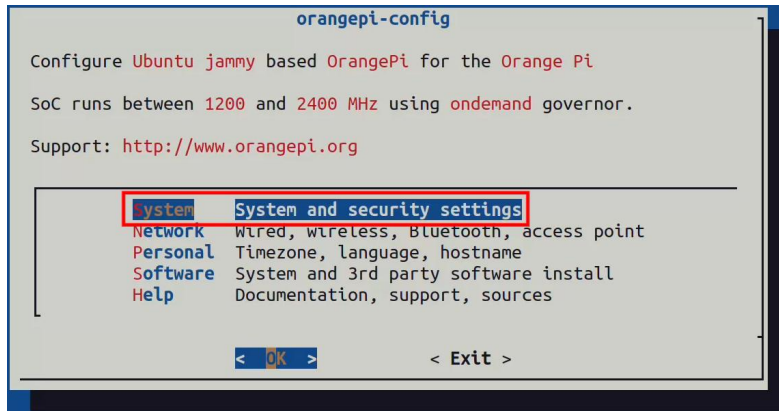 orangepi-config
Configure Ubuntu jammy based OrangePi for the Orange Pi
SoC runs between 1200 and 2400 MHz using ondemand governor.
Support: http://www.orangepi.org
System System and security settings
Network Wired, wireless, Bluetooth, access point
Personal Timezone, language, hostname
Software System and 3rd party software install
Help Documentation, support, sources
< OK > < Exit >